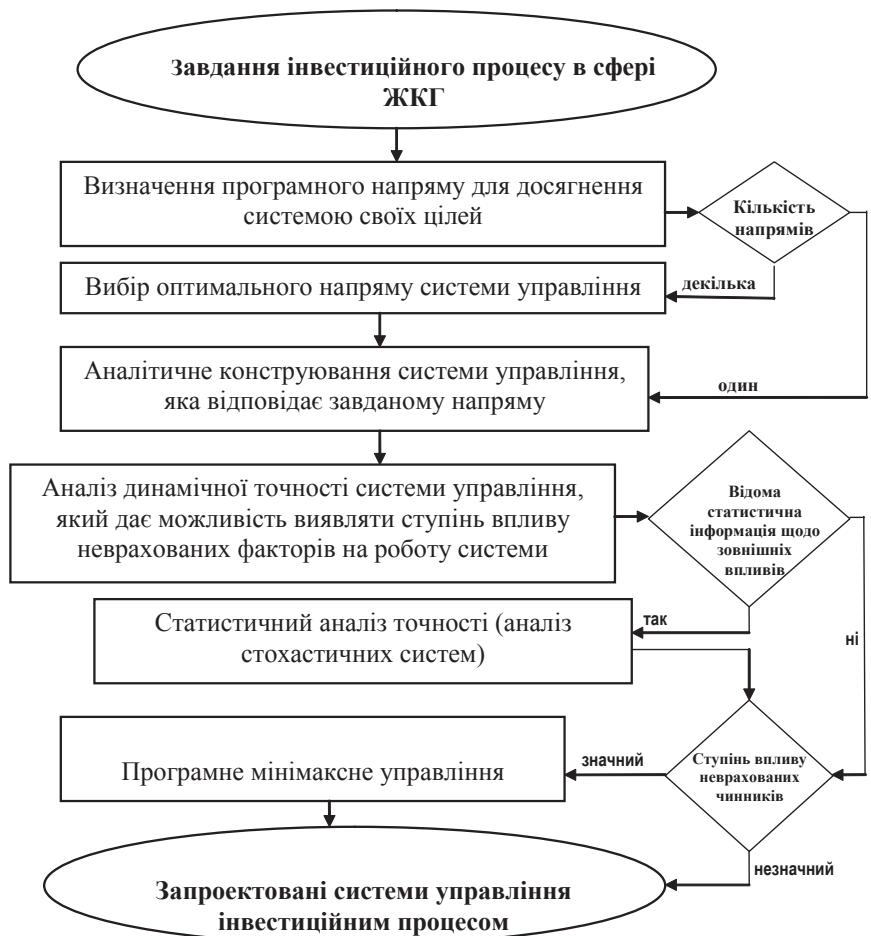 Завдання інвестиційного процесу в сфері
ЖКГ
Визначення програмного напряму для досягнення
системою своїх цілей
Кількість
напрямів
Вибір оптимального напряму системи управління
декілька
Аналітичне конструювання системи управління,
яка відповідає завданому напряму
один
Аналіз динамічної точності системи управління,
який дає можливість виявляти ступінь впливу
неврахованих факторів на роботу системи
Відома
статистична
інформація щодо
зовнішніх
впливів
Статистичний аналіз точності (аналіз
стохастичних систем)
так
ні
Програмне мінімаксне управління
значний
Ступінь впливу
неврахованих
чинників
незначний
Запроектовані системи управління
інвестиційним процесом